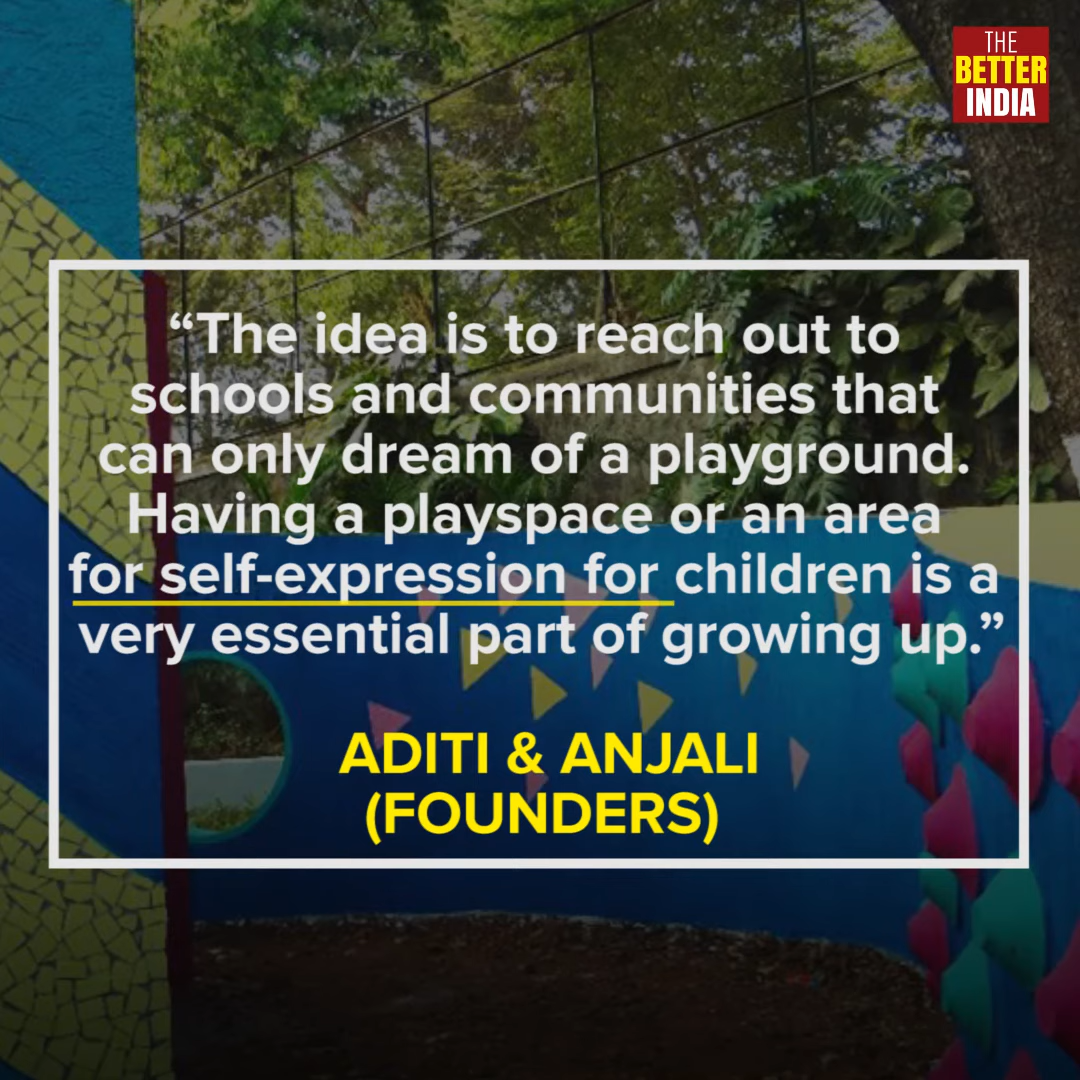 THE
BETTER
INDIA
“The idea is to reach out to
schools and communities that
can only dream of a playground.
Having a playspace or an area
for self-expression for children is a
very essential part of growing up.”
ADITI & ANJALI
(FOUNDERS)